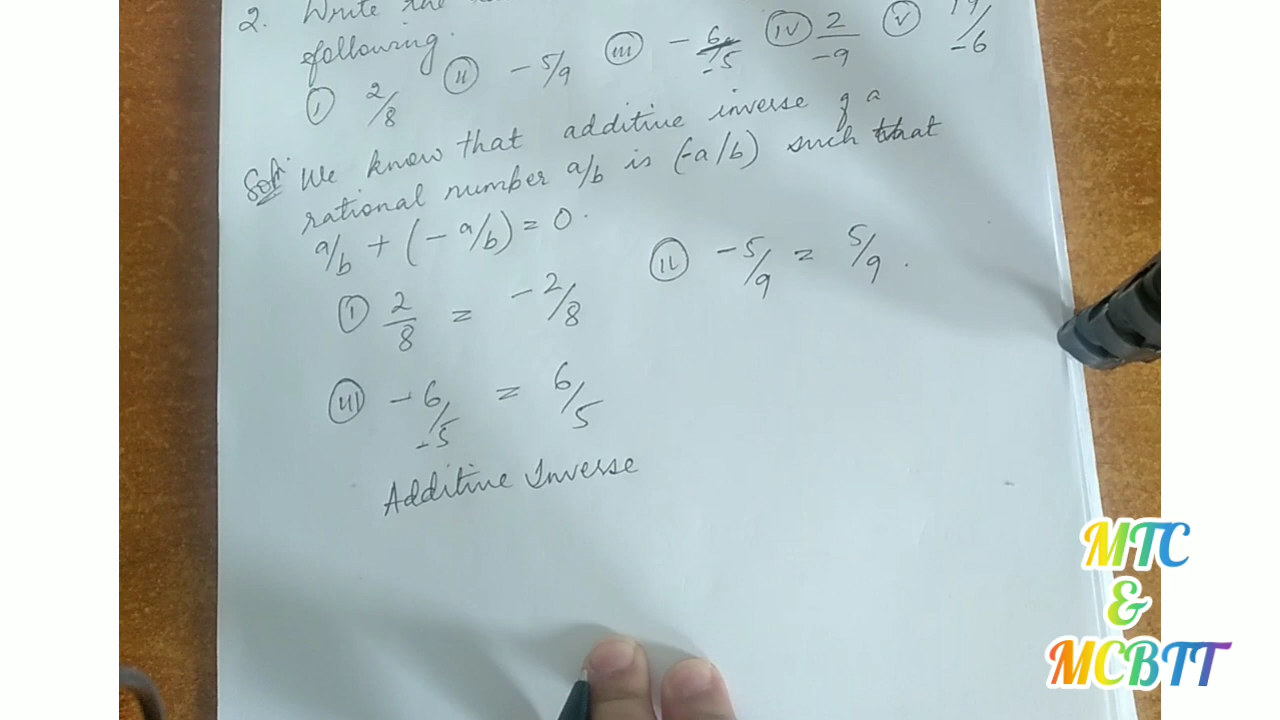 2. Write the
following.
(i) 2/8 (ii) -5/9 (iii) -6/-5 (iv) 2/-9 (v) 19/-6
Soln: We know that additive inverse of a
rational number a/b is (-a/b) such that
a/b + (-a/b) = 0.
(i) 2/8 = -2/8 (ii) -5/9 = 5/9.
(iii) -6/-5 = 6/5
Additive Inverse
MTC
&
MCBTT